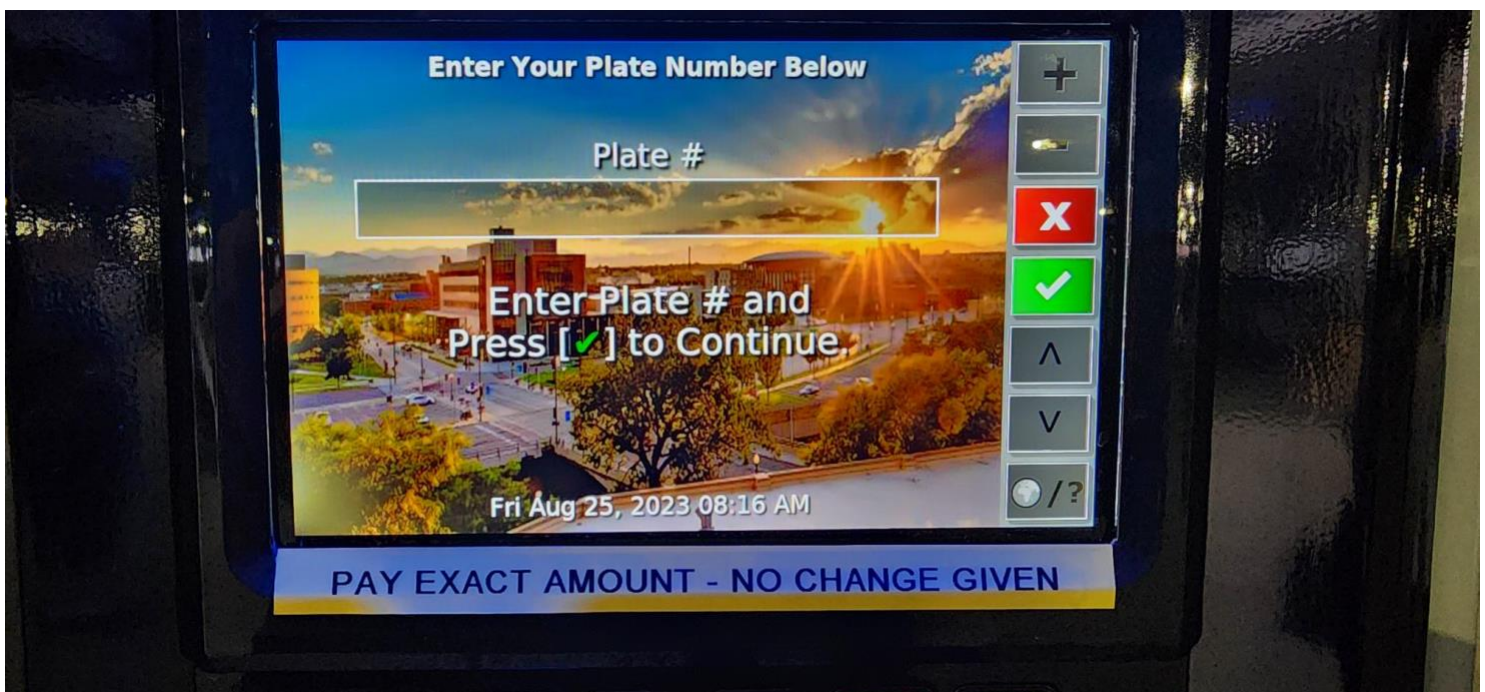 Enter Your Plate Number Below
Plate #
Enter Plate # and
Press [✔] to Continue.
Fri Aug 25, 2023 08:16 AM
+
-
X
✔
^
v
/?
PAY EXACT AMOUNT - NO CHANGE GIVEN